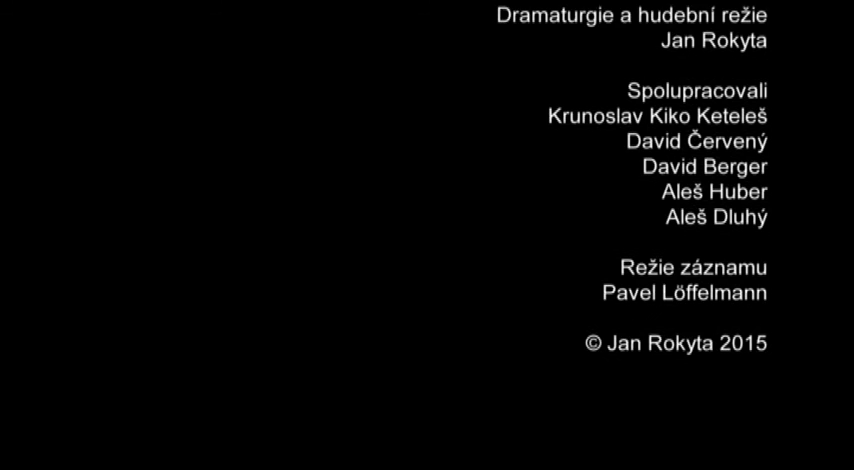 Dramaturgie a hudební režie
Jan Rokyta
Spolupracovali
Krunoslav Kiko Keteleš
David Červený
David Berger
Aleš Huber
Aleš Dluhý
Režie záznamu
Pavel Löffelmann
© Jan Rokyta 2015